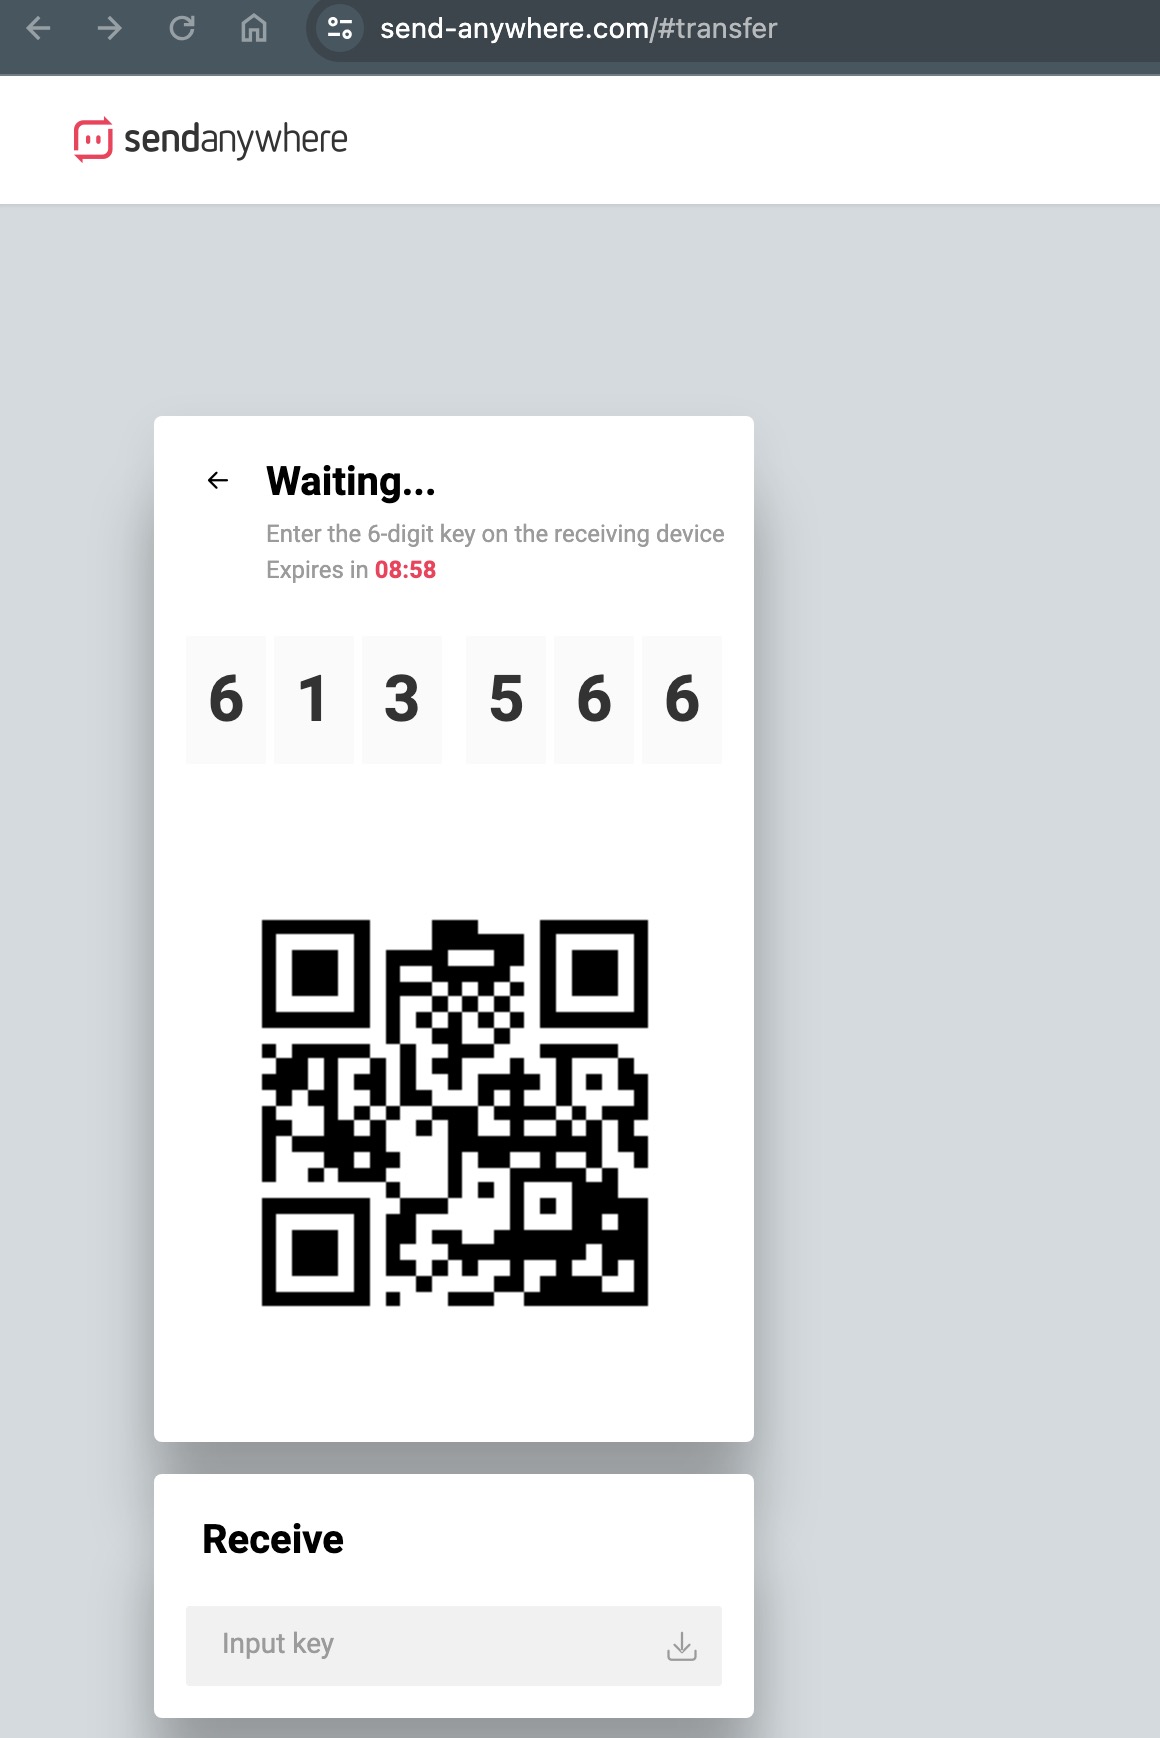 send-anywhere.com/#transfer
sendanywhere
Waiting...
Enter the 6-digit key on the receiving device
Expires in 08:58
6 1 3 5 6 6
Receive
Input key